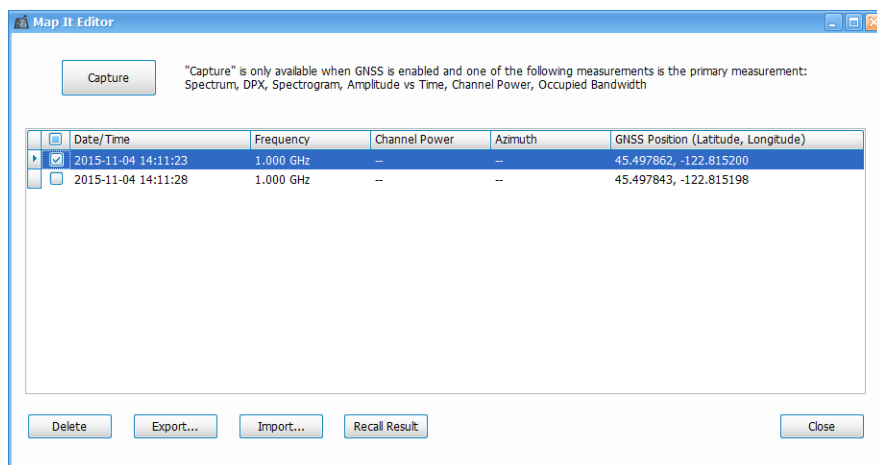 Map It Editor
Capture
"Capture" is only available when GNSS is enabled and one of the following measurements is the primary measurement:
Spectrum, DPX, Spectrogram, Amplitude vs Time, Channel Power, Occupied Bandwidth
Date/Time Frequency Channel Power Azimuth GNSS Position (Latitude, Longitude)
2015-11-04 14:11:23 1.000 GHz -- -- 45.497862, -122.815200
2015-11-04 14:11:28 1.000 GHz -- -- 45.497843, -122.815198
Delete Export... Import... Recall Result Close